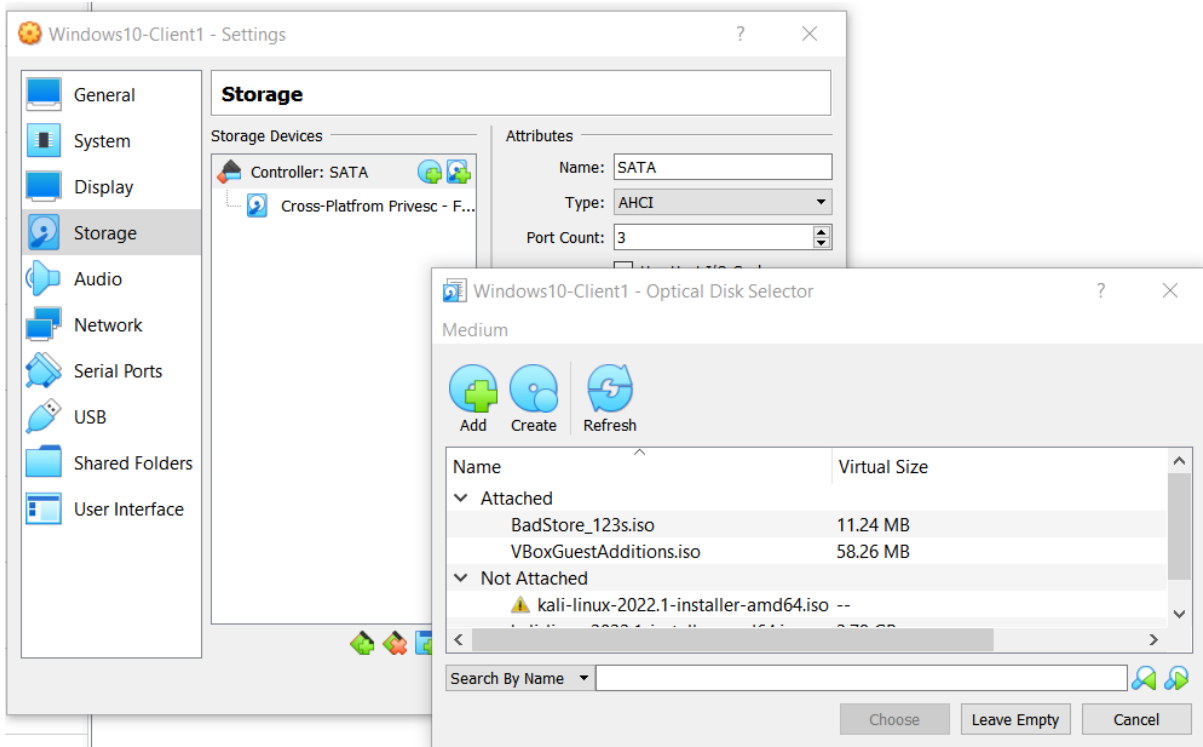 Windows10-Client1 - Settings
?
General
System
Display
Storage
Audio
Network
Serial Ports
USB
Shared Folders
User Interface
Storage
Storage Devices
Controller: SATA
Cross-Platfrom Privesc - F...
Attributes
Name: SATA
Type: AHCI
Port Count: 3
Windows10-Client1 - Optical Disk Selector
?
Medium
Add Create Refresh
Name Virtual Size
Attached
BadStore_123s.iso 11.24 MB
VBoxGuestAdditions.iso 58.26 MB
Not Attached
kali-linux-2022.1-installer-amd64.iso --
Search By Name
Choose Leave Empty Cancel